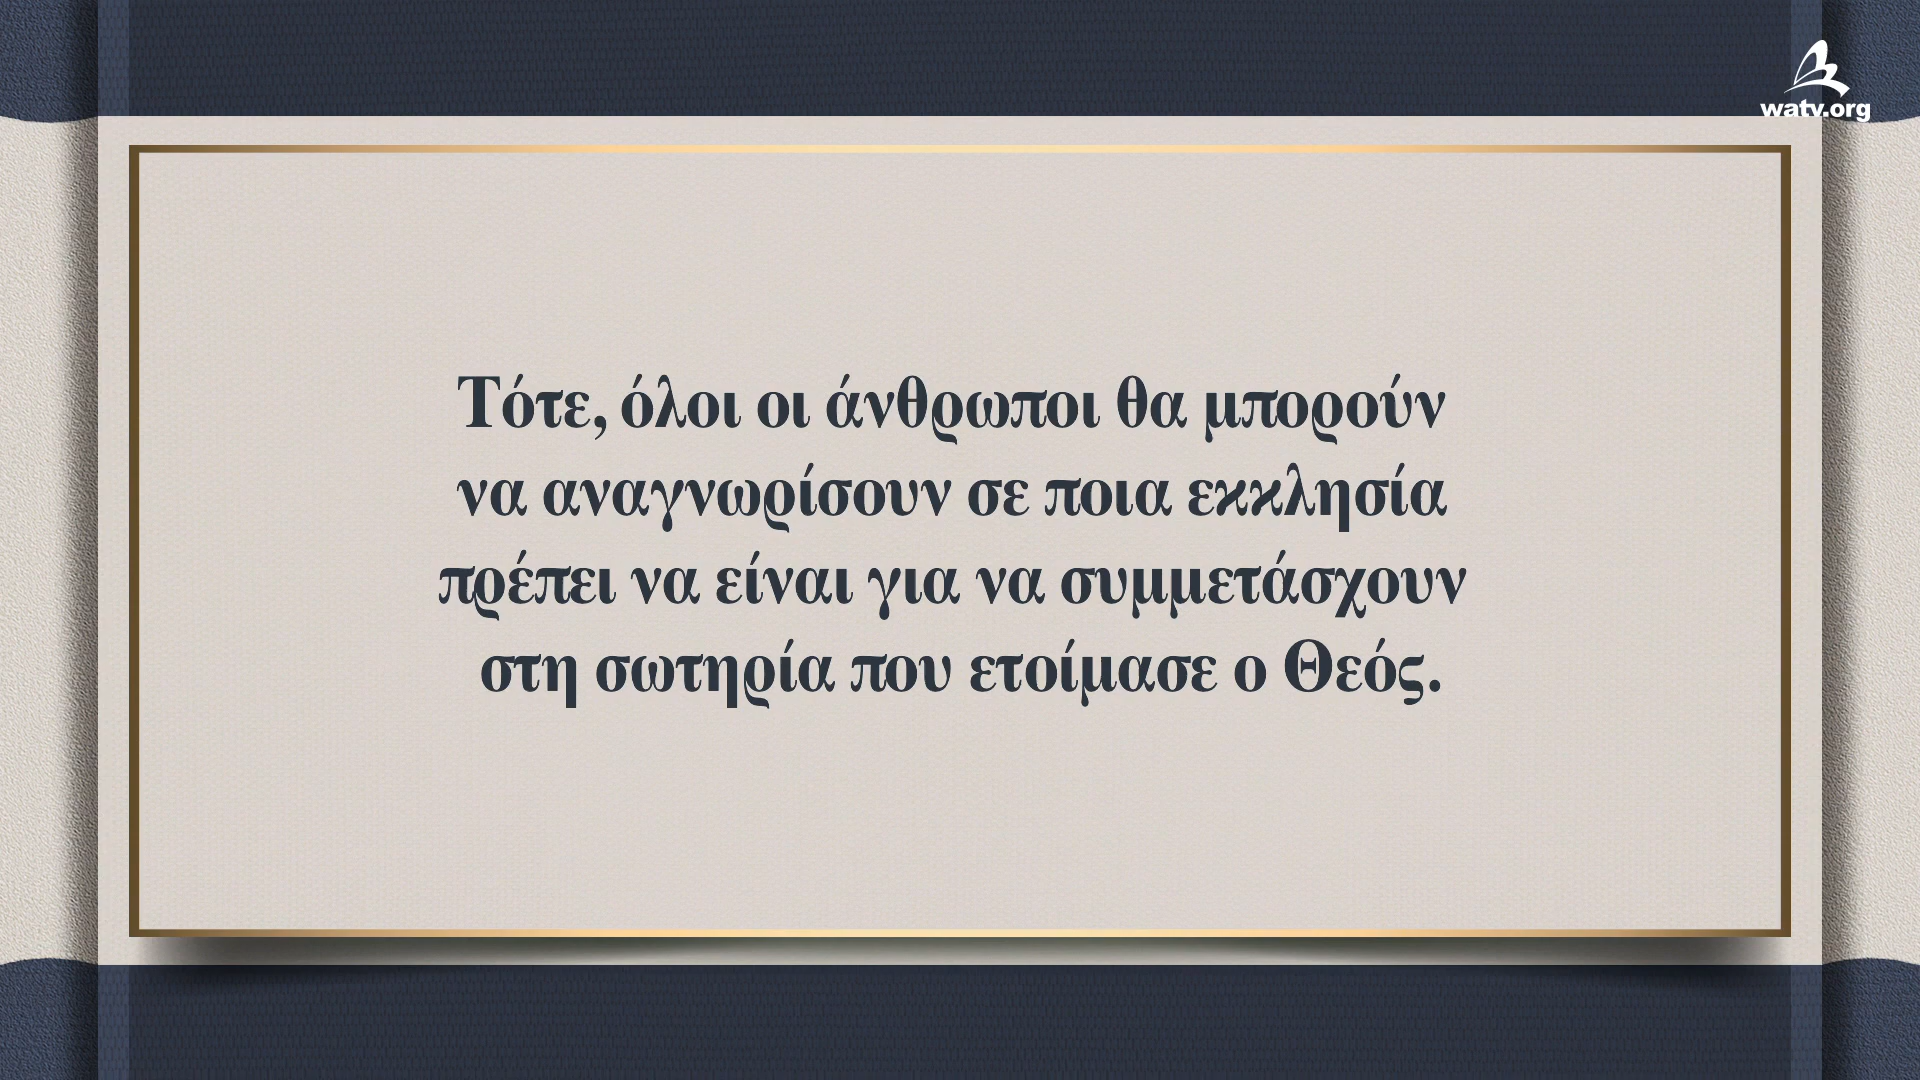 watv.org
Τότε, όλοι οι άνθρωποι θα μπορούν
να αναγνωρίσουν σε ποια εκκλησία
πρέπει να είναι για να συμμετάσχουν
στη σωτηρία που ετοίμασε ο Θεός.